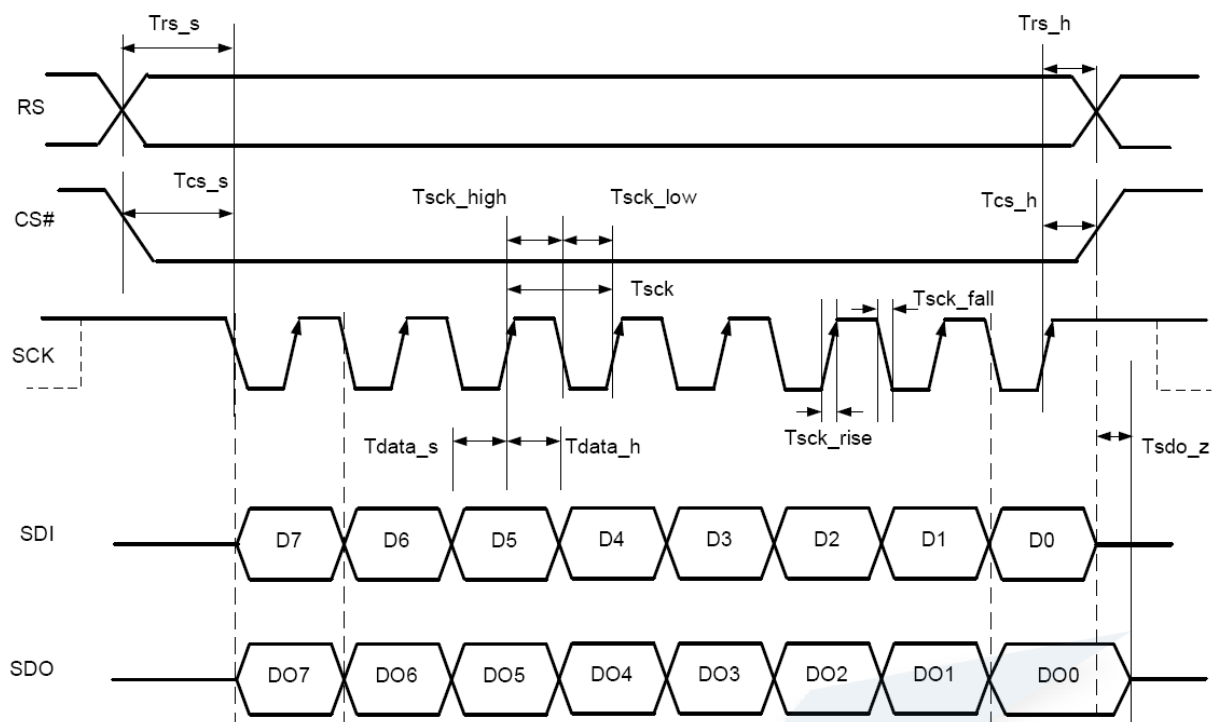 Trs_s
Trs_h
RS
Tcs_s
Tsck_high
Tsck_low
Tcs_h
CS#
Tsck
Tsck_fall
SCK
Tdata_s
Tdata_h
Tsck_rise
Tsdo_z
SDI
D7
D6
D5
D4
D3
D2
D1
D0
SDO
DO7
DO6
DO5
DO4
DO3
DO2
DO1
DO0